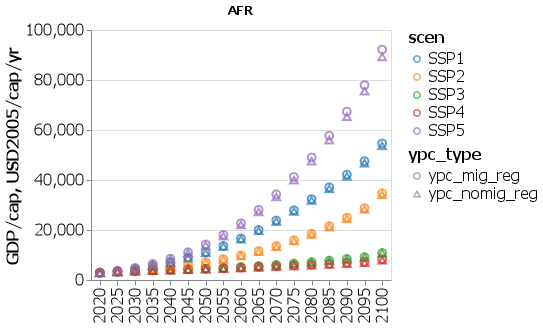 AFR
GDP/cap, USD2005/cap/yr
100,000
80,000
60,000
40,000
20,000
0
2020
2025
2030
2035
2040
2045
2050
2055
2060
2065
2070
2075
2080
2085
2090
2095
2100
scen
SSP1
SSP2
SSP3
SSP4
SSP5
ypc_type
ypc_mig_reg
ypc_nomig_reg